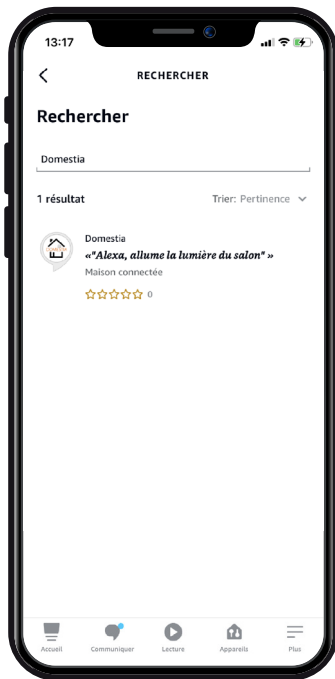 13:17
RECHERCHER
Rechercher
Domestia
1 résultat
Trier: Pertinence
Domestia
«"Alexa, allume la lumière du salon" »
Maison connectée
0
Accueil
Communiquer
Lecture
Appareils
Plus